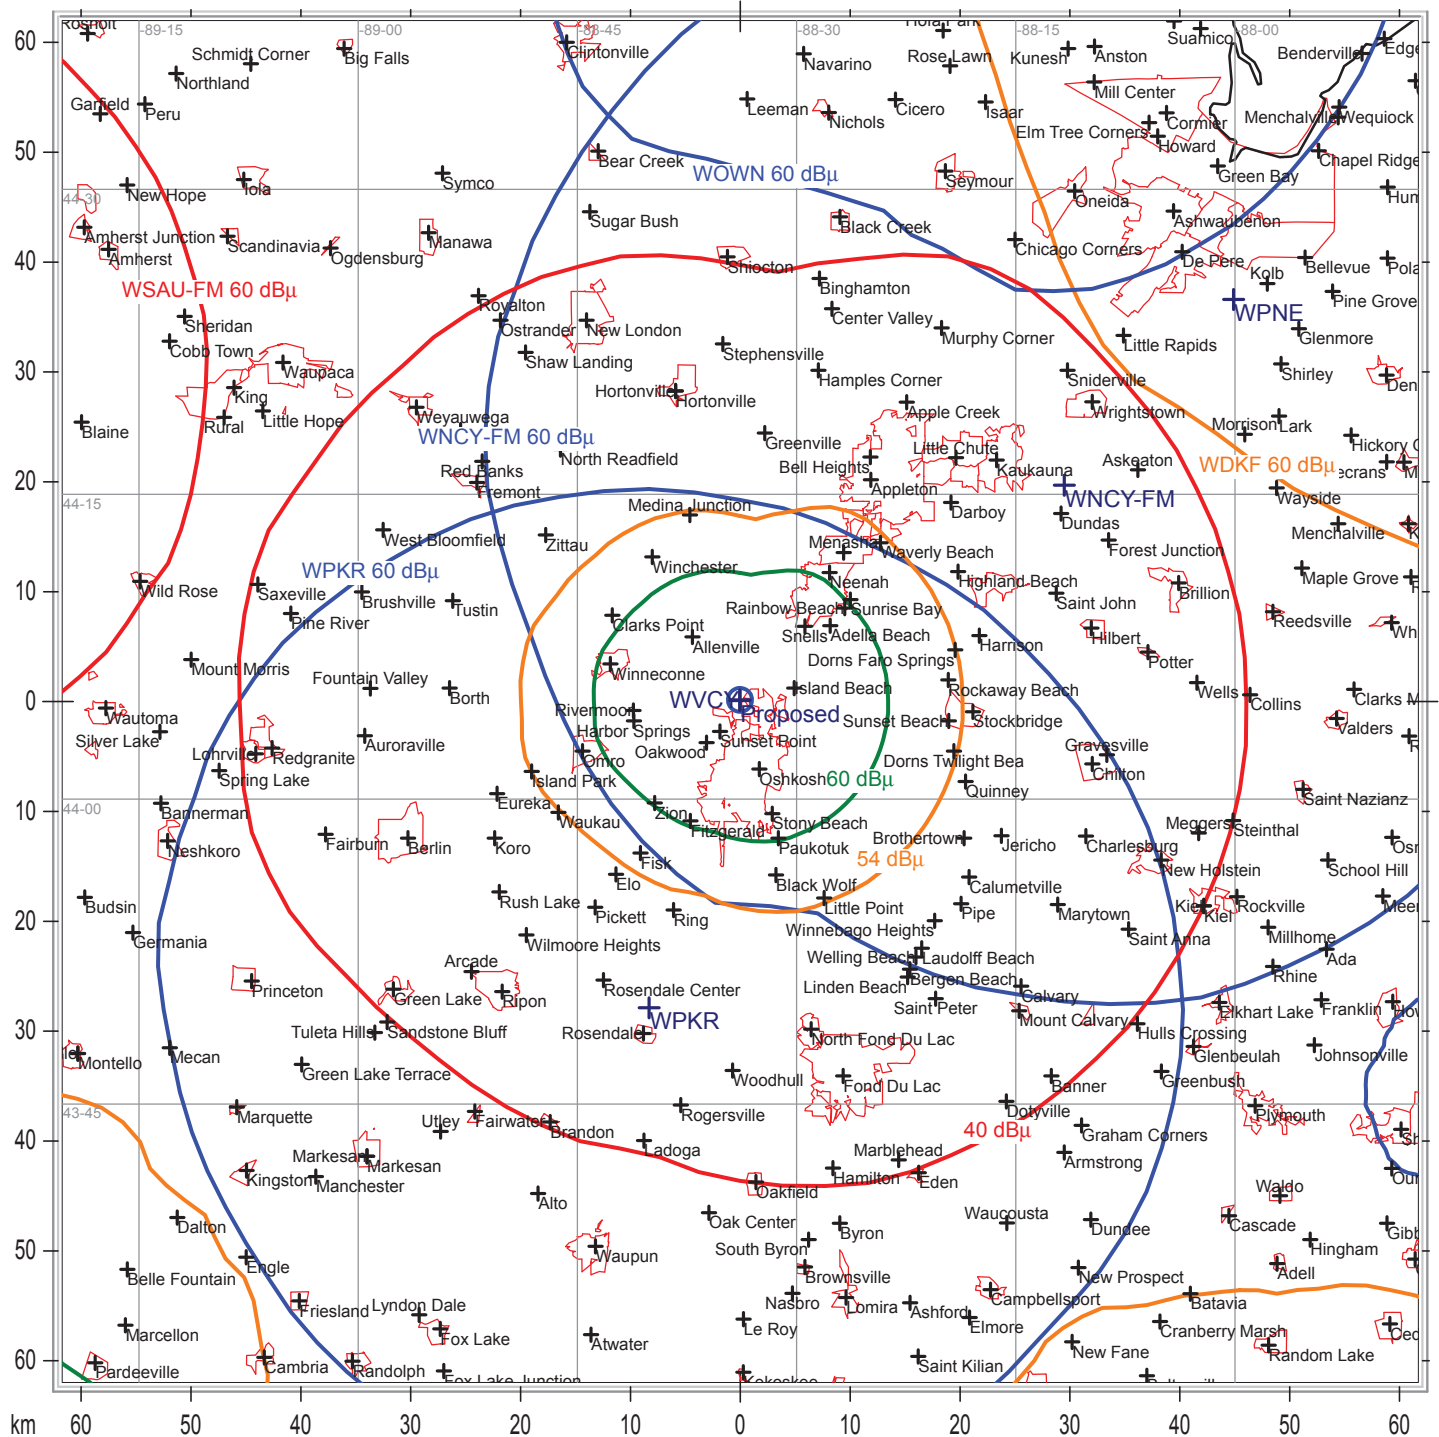 Rosholt
-89-15
-89-00
-88-45
-88-30
-88-15
-88-00
Suamico
60
Schmidt Corner
Big Falls
Clintonville
Navarino
Rose Lawn
Kunesh
Anston
Benderville
Northland
Garfield
Peru
Leeman
Nichols
Cicero
Isaar
Mill Center
Cormier
Menchalville
Wequiock
Elm Tree Corners
Howard
50
Bear Creek
Chapel Ridge
WOWN 60 dBµ
Symco
Seymour
Green Bay
New Hope
Iola
44-30
Oneida
Sugar Bush
Black Creek
Ashwaubenon
Amherst Junction
Scandinavia
Manawa
Amherst
Ogdensburg
Chicago Corners
De Pere
40
Shiocton
Kolb
Bellevue
WSAU-FM 60 dBµ
Royalton
Binghamton
WPNE
Pine Grove
Sheridan
Ostrander
New London
Center Valley
Murphy Corner
Little Rapids
Glenmore
Cobb Town
Shaw Landing
Stephensville
30
Waupaca
Hamples Corner
Sniderville
Shirley
King
Hortonville
Hortonville
Rural
Little Hope
Weyauwega
Apple Creek
Wrightstown
Morrison
Lark
Blaine
WNCY-FM 60 dBµ
Greenville
Little Chute
North Readfield
Bell Heights
Kaukauna
Askeaton
WDKF 60 dBµ
20
Red Banks
Fremont
Appleton
WNCY-FM
Wayside
44-15
Medina Junction
Darboy
Dundas
Menchalville
West Bloomfield
Zittau
Menasha
Waverly Beach
Forest Junction
WPKR 60 dBµ
Winchester
Neenah
Highland Beach
Maple Grove
10
Wild Rose
Saxeville
Brushville
Tustin
Rainbow Beach
Sunrise Bay
Saint John
Brillion
Pine River
Clarks Point
Snells
Adella Beach
Reedsville
Allenville
Harrison
Hilbert
Mount Morris
Winneconne
Dorns Faro Springs
Potter
Fountain Valley
Borth
Island Beach
Rockaway Beach
Wells
0
WVCY
Proposed
Collins
Wautoma
Rivermoor
Sunset Beach
Stockbridge
Valders
Silver Lake
Auroraville
Harbor Springs
Sunset Point
Lohrville
Redgranite
Omro
Oakwood
Dorns Twilight Bea
Gravesville
Spring Lake
Island Park
Oshkosh
60 dBµ
Chilton
Quinney
Saint Nazianz
44-00
10
Bannerman
Eureka
Zion
Waukau
Fitzgerald
Stony Beach
Meggers
Steinthal
Neshkoro
Fairburn
Berlin
Koro
Paukotuk
Brothertown
Jericho
Charlesburg
Fisk
54 dBµ
New Holstein
School Hill
Elo
Black Wolf
Calumetville
Budsin
Rush Lake
Pickett
Ring
Little Point
Pipe
Marytown
Kiel
Kiel
Rockville
20
Germania
Wilmoore Heights
Winnebago Heights
Saint Anna
Millhome
Arcade
Welling Beach
Laudolff Beach
Ada
Princeton
Green Lake
Ripon
Rosendale Center
Linden Beach
Bergen Beach
Calvary
Rhine
WPKR
Saint Peter
Mount Calvary
Elkhart Lake
Franklin
30
Tuleta Hills
Sandstone Bluff
Rosendale
North Fond Du Lac
Hulls Crossing
Montello
Mecan
Glenbeulah
Johnsonville
Green Lake Terrace
Woodhull
Fond Du Lac
Banner
Greenbush
43-45
Marquette
Utley
Fairwater
Brandon
Rogersville
Dotyville
Plymouth
40
40 dBµ
Graham Corners
Markesan
Markesan
Ladoga
Marblehead
Armstrong
Kingston
Manchester
Oakfield
Hamilton
Eden
Waldo
Alto
Oak Center
Byron
Waucousta
Dundee
Cascade
Dalton
South Byron
50
Engle
Waupun
Hingham
Belle Fountain
Brownsville
New Prospect
Adell
Friesland
Lyndon Dale
Nasbro
Lomira
Ashford
Campbellsport
Batavia
Marcellon
Fox Lake
Atwater
Le Roy
Elmore
Cranberry Marsh
New Fane
Random Lake
60
Pardeeville
Cambria
Randolph
Fox Lake Junction
Saint Kilian
km 60 50 40 30 20 10 0 10 20 30 40 50 60